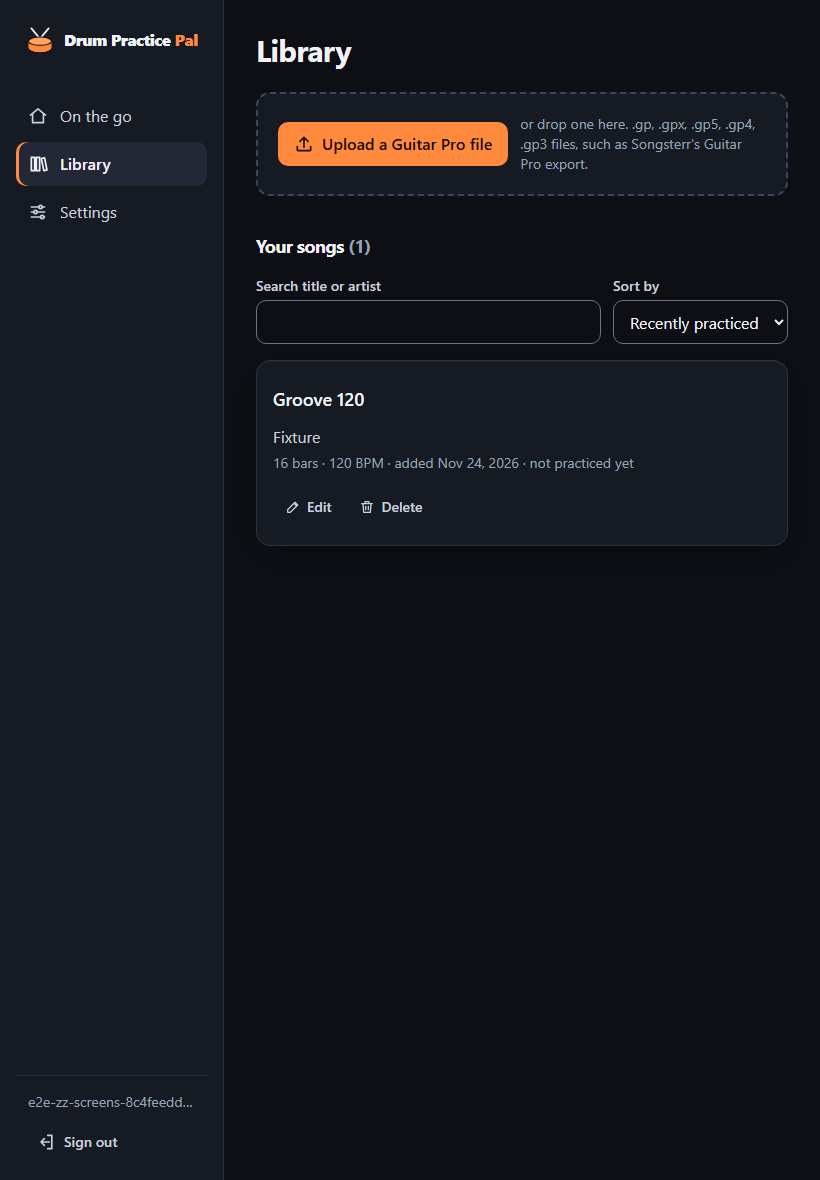 Drum Practice Pal
On the go
Library
Settings
e2e-zz-screens-8c4feedd...
Sign out
Library
Upload a Guitar Pro file
or drop one here. .gp, .gpx, .gp5, .gp4,
.gp3 files, such as Songsterr's Guitar
Pro export.
Your songs (1)
Search title or artist
Sort by
Recently practiced
Groove 120
Fixture
16 bars · 120 BPM · added Nov 24, 2026 · not practiced yet
Edit
Delete